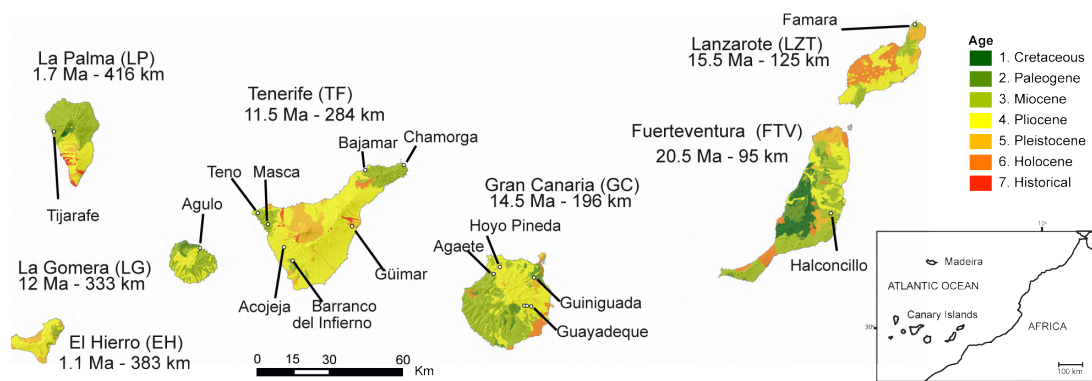 La Palma (LP)
1.7 Ma - 416 km
Tijarafe
La Gomera (LG)
12 Ma - 333 km
Agulo
El Hierro (EH)
1.1 Ma - 383 km
Tenerife (TF)
11.5 Ma - 284 km
Bajamar
Chamorga
Teno
Masca
Güimar
Acojeja
Barranco
del Infierno
Gran Canaria (GC)
14.5 Ma - 196 km
Hoyo Pineda
Agaete
Guiniguada
Guayadeque
Famara
Lanzarote (LZT)
15.5 Ma - 125 km
Fuerteventura (FTV)
20.5 Ma - 95 km
Halconcillo
0 15 30 60
Km
Age
1. Cretaceous
2. Paleogene
3. Miocene
4. Pliocene
5. Pleistocene
6. Holocene
7. Historical
10°
Madeira
ATLANTIC OCEAN
Canary Islands
30°
AFRICA
100 km